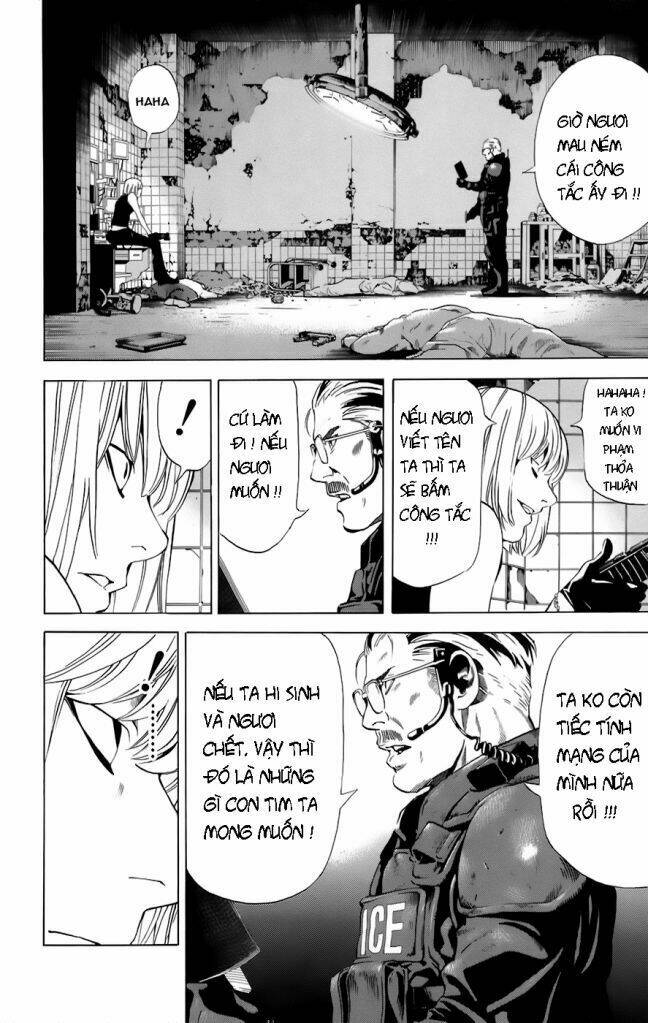 GIỜ NGƯƠI
MAU NÉM
CÁI CÔNG
TẮC ẤY ĐI !!
HAHA
HAHAHA !
TA KO
MUỐN VI
PHẠM
THỎA
THUẬN
NẾU NGƯƠI
VIẾT TÊN
TA THÌ TA
SẼ BẤM
CÔNG TẮC
!!!
CỨ LÀM
ĐI ! NẾU
NGƯƠI
MUỐN !!
!
TA KO CÒN
TIẾC TÍNH
MẠNG CỦA
MÌNH NỮA
RỒI !!!
NẾU TA HI SINH
VÀ NGƯƠI
CHẾT, VẬY THÌ
ĐÓ LÀ NHỮNG
GÌ CON TIM TA
MONG MUỐN !
ICE
......!